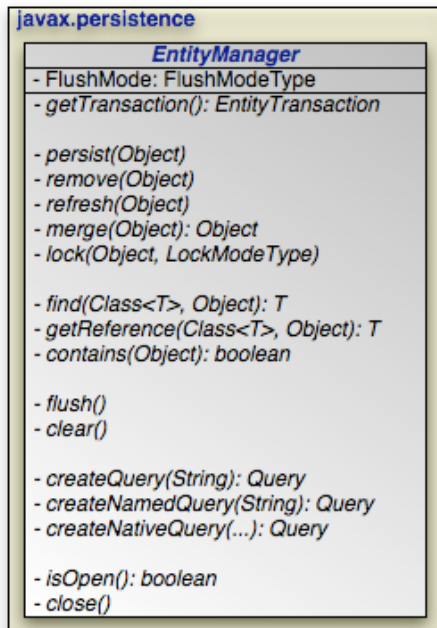 javax.persistence
EntityManager
- FlushMode: FlushModeType
- getTransaction(): EntityTransaction
- persist(Object)
- remove(Object)
- refresh(Object)
- merge(Object): Object
- lock(Object, LockModeType)
- find(Class<T>, Object): T
- getReference(Class<T>, Object): T
- contains(Object): boolean
- flush()
- clear()
- createQuery(String): Query
- createNamedQuery(String): Query
- createNativeQuery(...): Query
- isOpen(): boolean
- close()